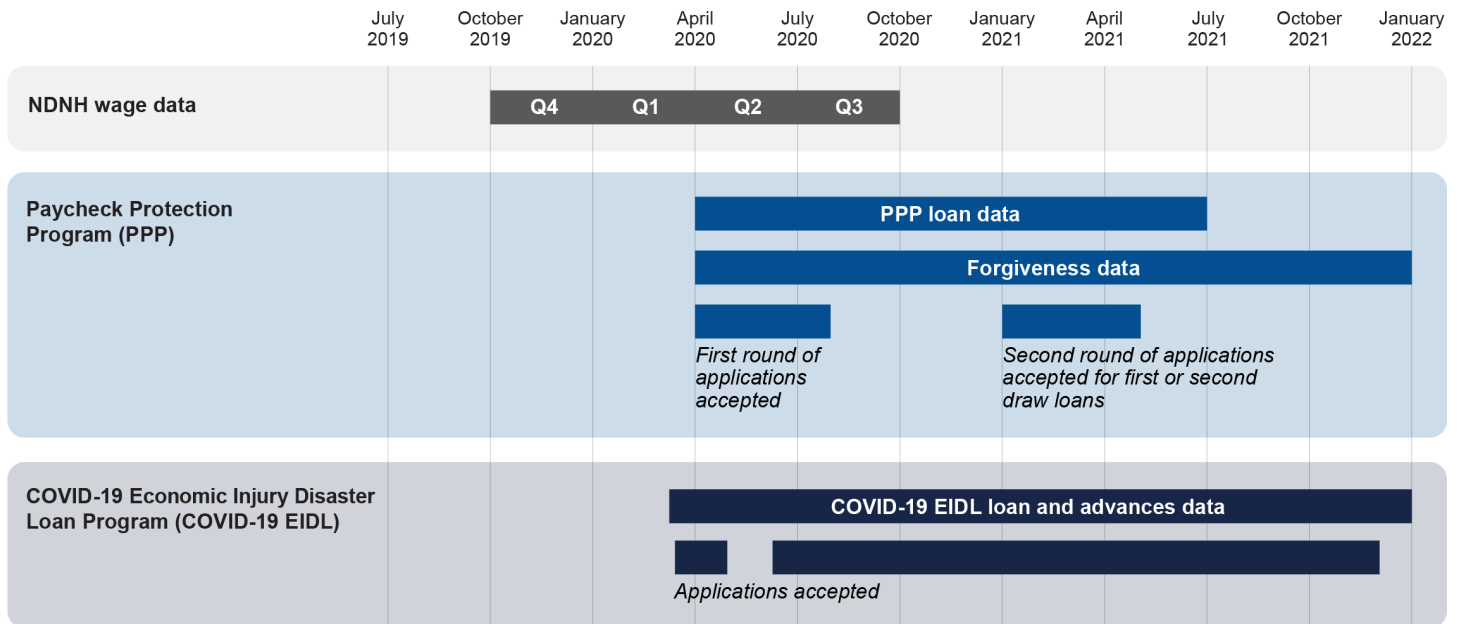 July October January April July October January April July October January
2019 2019 2020 2020 2020 2020 2021 2021 2021 2021 2022
NDNH wage data
Q4 Q1 Q2 Q3
Paycheck Protection
Program (PPP)
PPP loan data
Forgiveness data
First round of
applications
accepted
Second round of applications
accepted for first or second
draw loans
COVID-19 Economic Injury Disaster
Loan Program (COVID-19 EIDL)
COVID-19 EIDL loan and advances data
Applications accepted